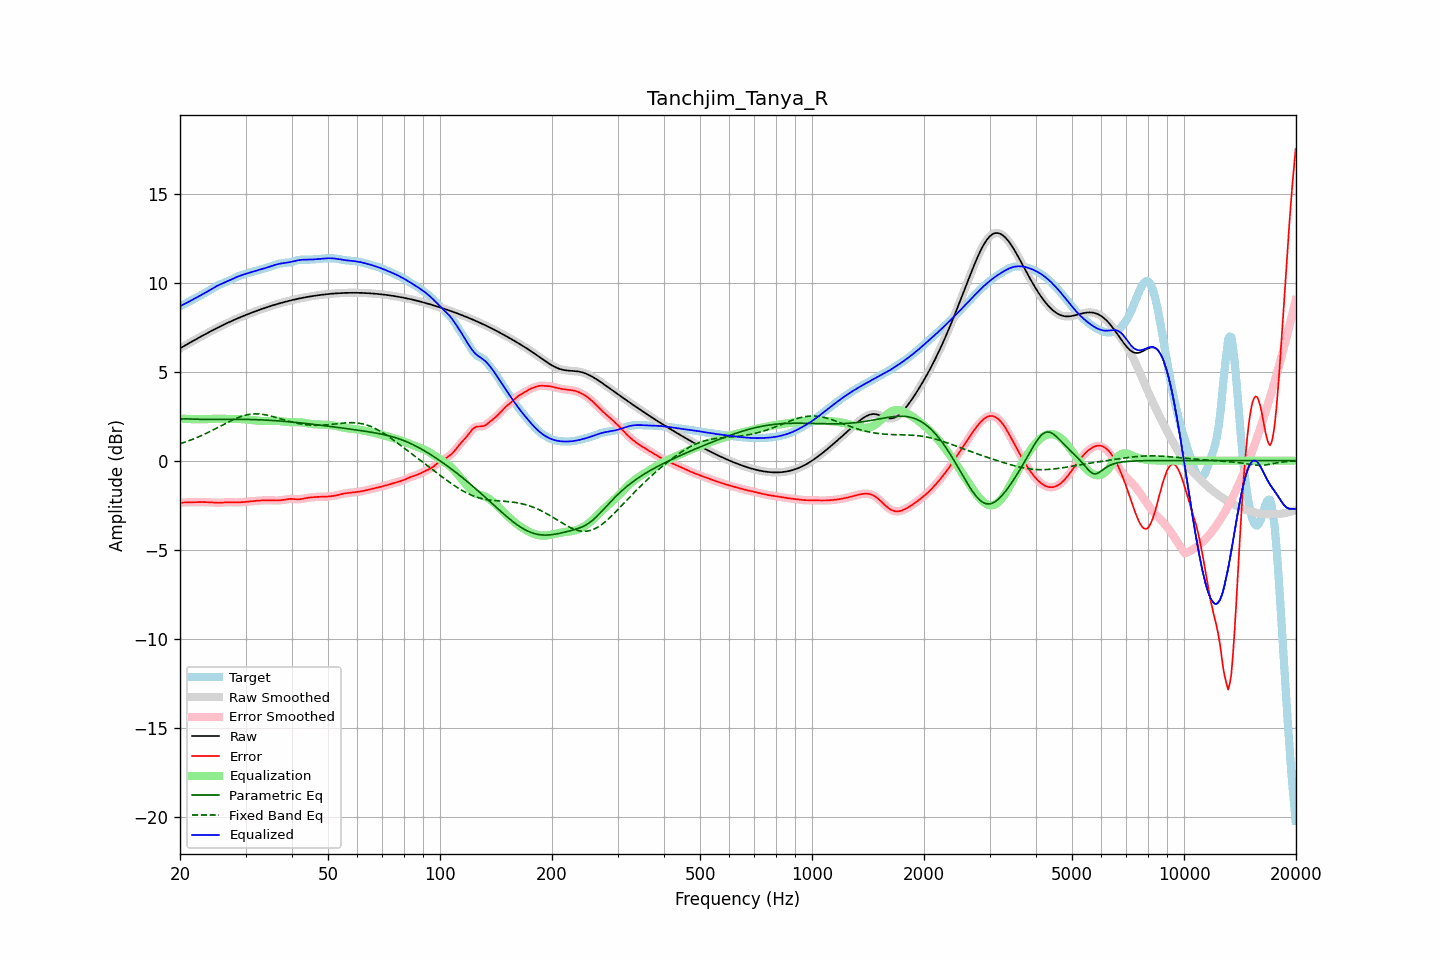 Tanchjim_Tanya_R
Amplitude (dBr)
15
10
5
0
−5
−10
−15
−20
Target
Raw Smoothed
Error Smoothed
Raw
Error
Equalization
Parametric Eq
Fixed Band Eq
Equalized
20 50 100 200 500 1000 2000 5000 10000 20000
Frequency (Hz)